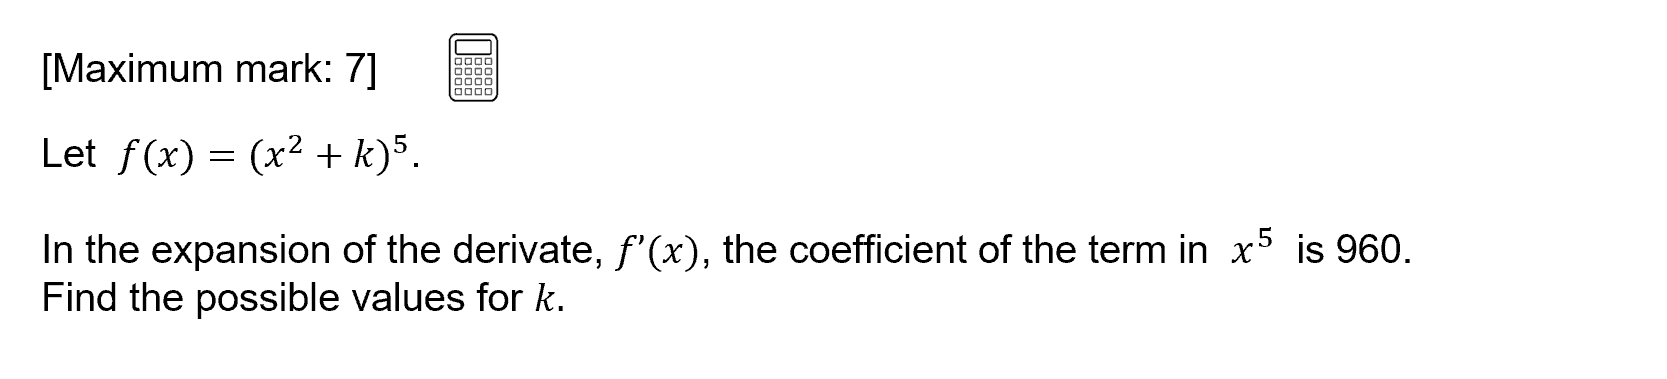 [Maximum mark: 7]
Let f(x) = (x² + k)⁵.
In the expansion of the derivate, f'(x), the coefficient of the term in x⁵ is 960.
Find the possible values for k.